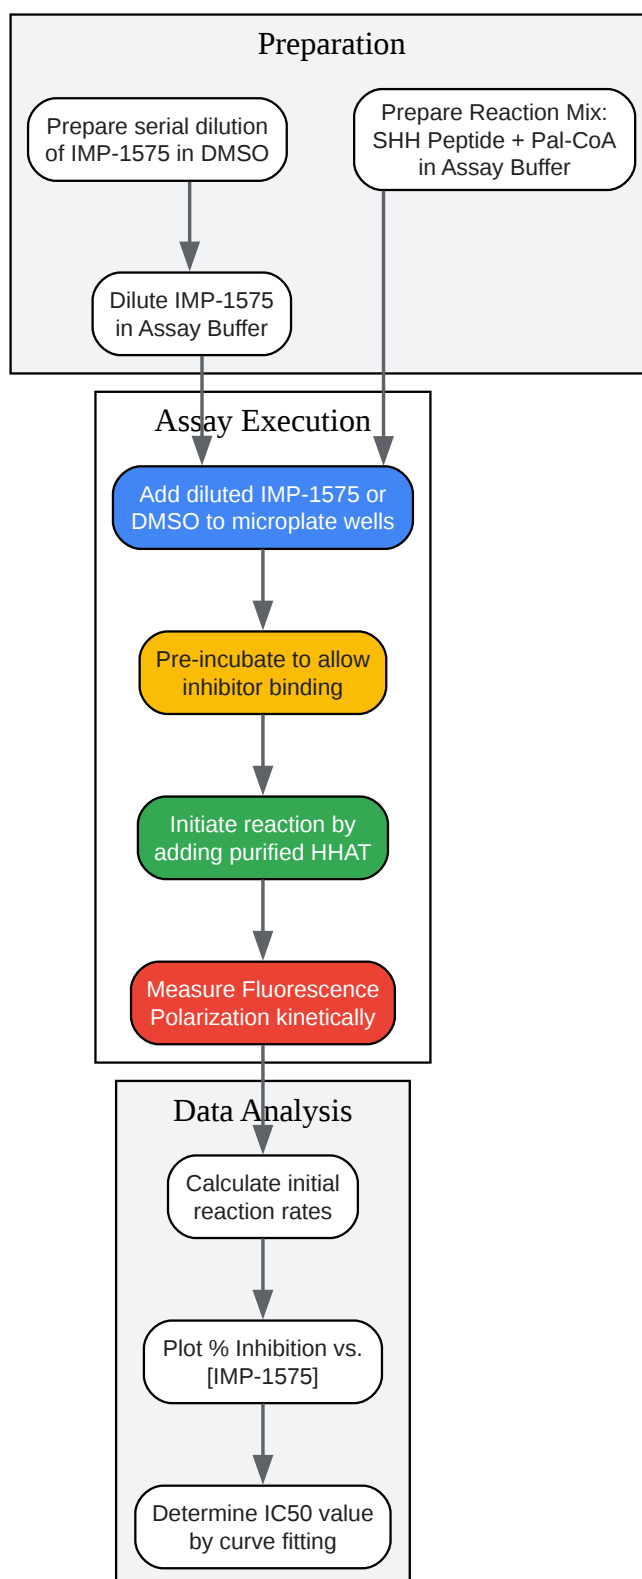 Preparation
Prepare serial dilution
of IMP-1575 in DMSO
Prepare Reaction Mix:
SHH Peptide + Pal-CoA
in Assay Buffer
Dilute IMP-1575
in Assay Buffer
Assay Execution
Add diluted IMP-1575 or
DMSO to microplate wells
Pre-incubate to allow
inhibitor binding
Initiate reaction by
adding purified HHAT
Measure Fluorescence
Polarization kinetically
Data Analysis
Calculate initial
reaction rates
Plot % Inhibition vs.
[IMP-1575]
Determine IC50 value
by curve fitting